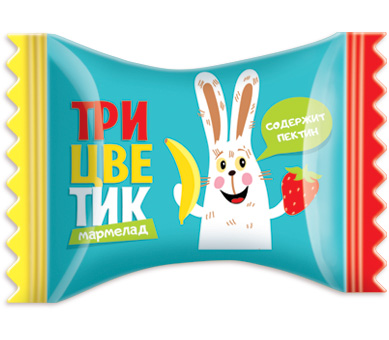 ТРИ
ЦВЕ
ТИК
мармелад
СОДЕРЖИТ
ПЕКТИН